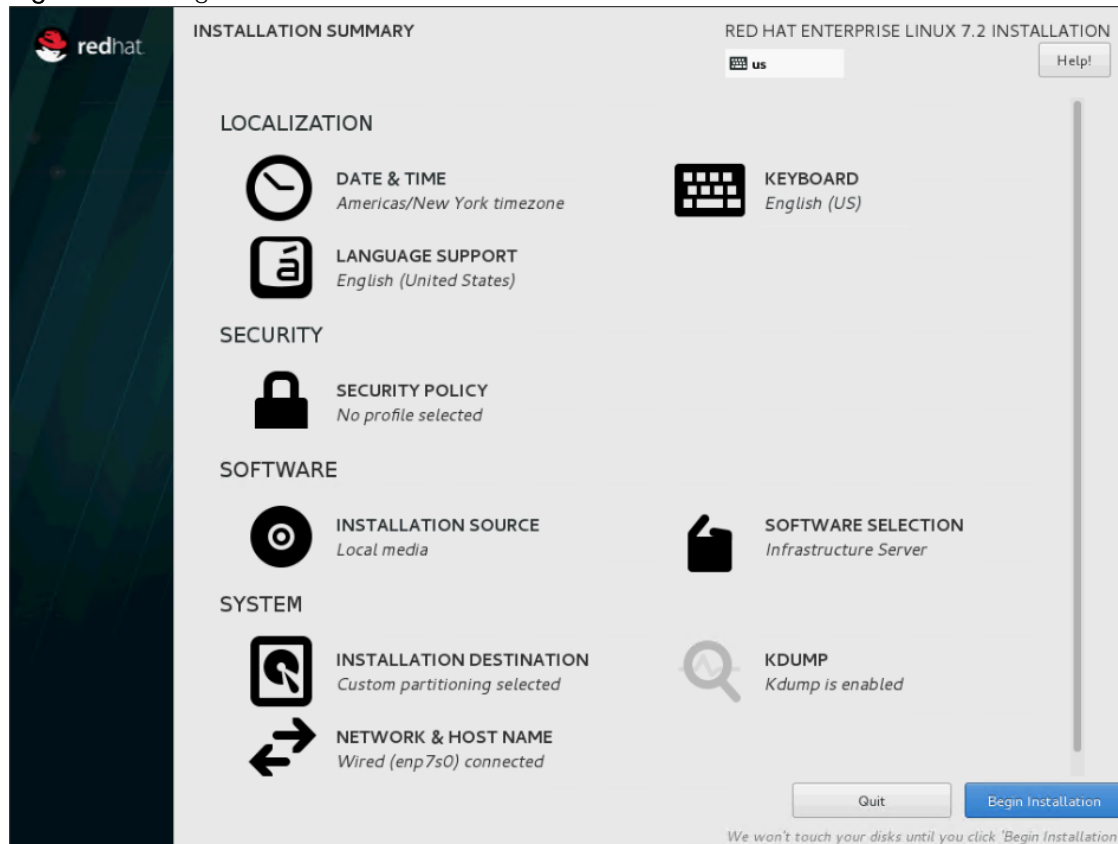 redhat.
INSTALLATION SUMMARY
RED HAT ENTERPRISE LINUX 7.2 INSTALLATION
us
Help!
LOCALIZATION
DATE & TIME
Americas/New York timezone
KEYBOARD
English (US)
á
LANGUAGE SUPPORT
English (United States)
SECURITY
SECURITY POLICY
No profile selected
SOFTWARE
INSTALLATION SOURCE
Local media
SOFTWARE SELECTION
Infrastructure Server
SYSTEM
INSTALLATION DESTINATION
Custom partitioning selected
KDUMP
Kdump is enabled
NETWORK & HOST NAME
Wired (enp7s0) connected
Quit
Begin Installation
We won't touch your disks until you click 'Begin Installation